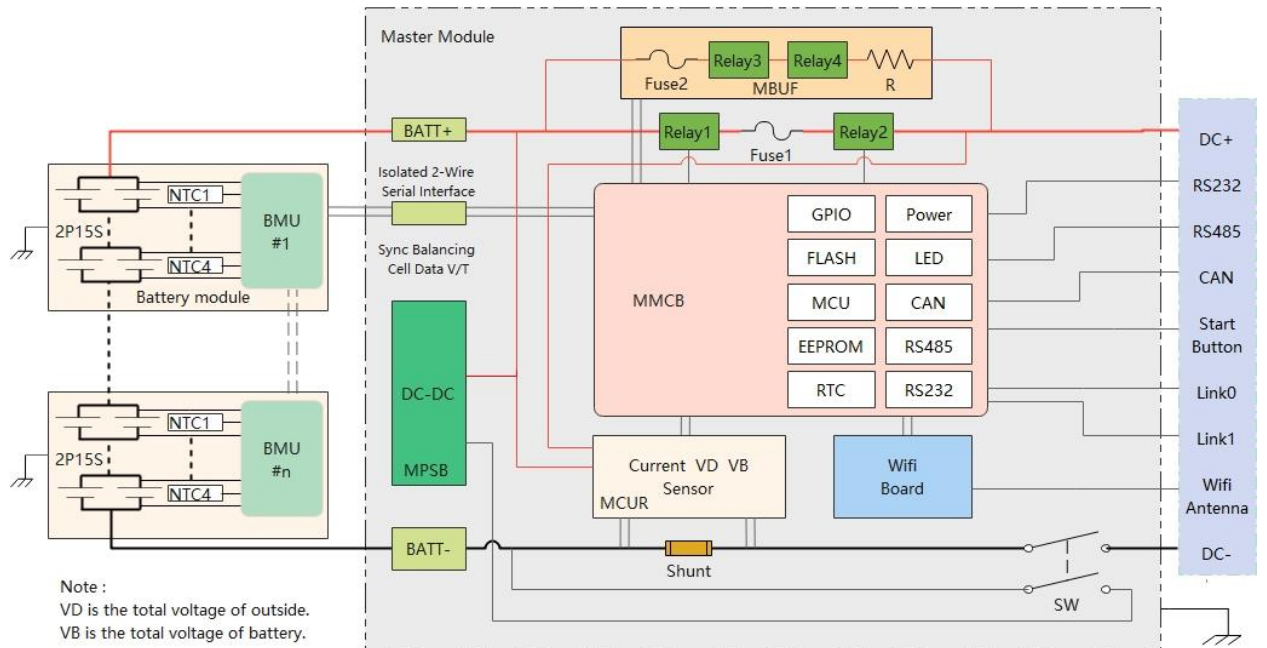 Master Module
Fuse2
Relay3
Relay4
R
MBUF
BATT+
Relay1
Fuse1
Relay2
Isolated 2-Wire
Serial Interface
Sync Balancing
Cell Data V/T
NTC1
2P15S
NTC4
BMU
#1
Battery module
NTC1
2P15S
NTC4
BMU
#n
DC-DC
MPSB
MMCB
GPIO
Power
FLASH
LED
MCU
CAN
EEPROM
RS485
RTC
RS232
Current VD VB
Sensor
MCUR
Wifi
Board
BATT-
Shunt
SW
DC+
RS232
RS485
CAN
Start
Button
Link0
Link1
Wifi
Antenna
DC-
Note :
VD is the total voltage of outside.
VB is the total voltage of battery.